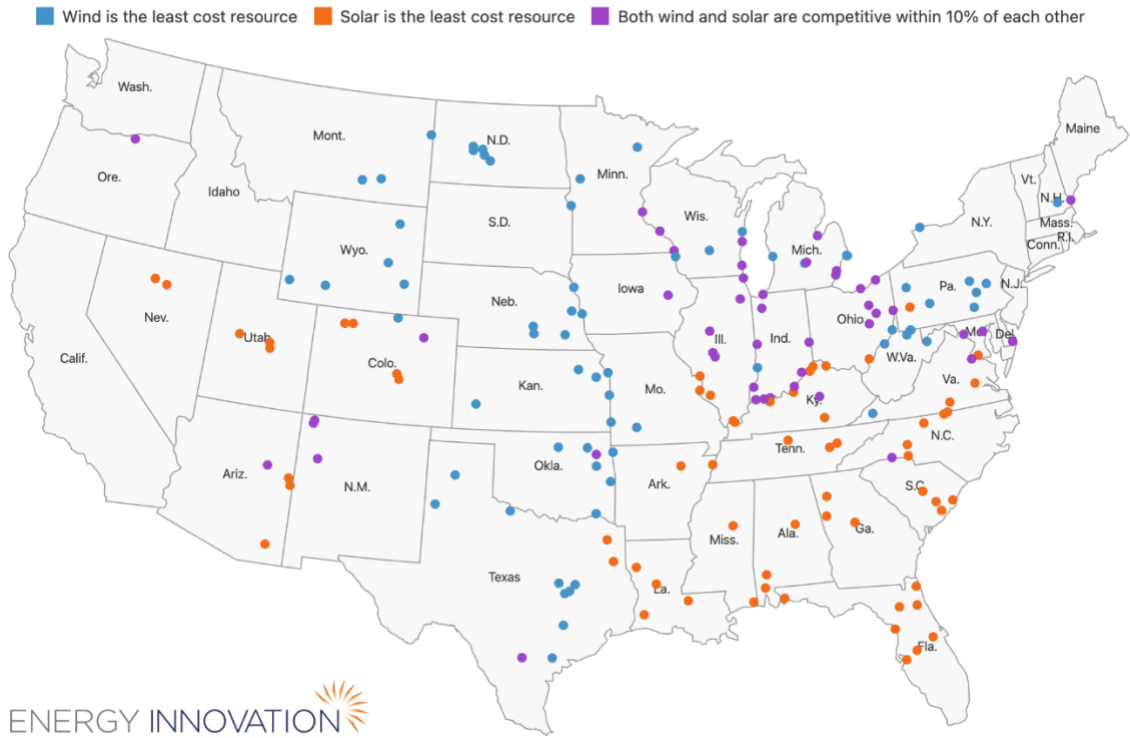 Wind is the least cost resource Solar is the least cost resource Both wind and solar are competitive within 10% of each other
Wash.
Maine
Mont.
N.D.
Ore.
Minn.
Vt.
Idaho
N.H.
S.D.
Wis.
N.Y.
Mass.
Wyo.
Mich.
R.I.
Conn.
Iowa
Pa.
N.J.
Neb.
Nev.
Ohio
Utah
Ill.
Ind.
Del.
Calif.
Colo.
W.Va.
Kan.
Mo.
Va.
Ky.
N.C.
Tenn.
Okla.
Ariz.
N.M.
Ark.
S.C.
Miss.
Ala.
Ga.
Texas
La.
Fla.
ENERGY INNOVATION